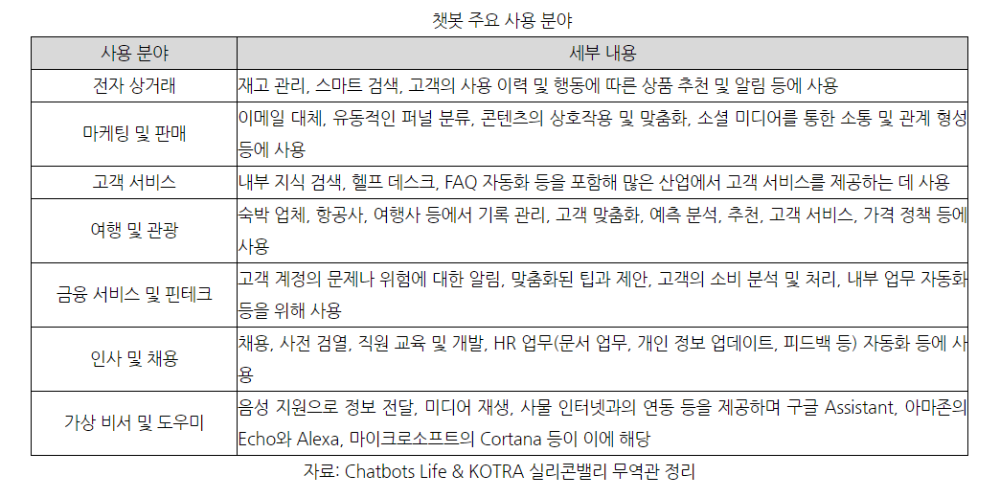 챗봇 주요 사용 분야
사용 분야 세부 내용
전자 상거래 재고 관리, 스마트 검색, 고객의 사용 이력 및 행동에 따른 상품 추천 및 알림 등에 사용
마케팅 및 판매 이메일 대체, 유동적인 퍼널 분류, 콘텐츠의 상호작용 및 맞춤화, 소셜 미디어를 통한 소통 및 관계 형성
등에 사용
고객 서비스 내부 지식 검색, 헬프 데스크, FAQ 자동화 등을 포함해 많은 산업에서 고객 서비스를 제공하는 데 사용
여행 및 관광 숙박 업체, 항공사, 여행사 등에서 기록 관리, 고객 맞춤화, 예측 분석, 추천, 고객 서비스, 가격 정책 등에
사용
금융 서비스 및 핀테크 고객 계정의 문제나 위험에 대한 알림, 맞춤화된 팁과 제안, 고객의 소비 분석 및 처리, 내부 업무 자동화
등을 위해 사용
인사 및 채용 채용, 사전 검열, 직원 교육 및 개발, HR 업무(문서 업무, 개인 정보 업데이트, 피드백 등) 자동화 등에 사
용
가상 비서 및 도우미 음성 지원으로 정보 전달, 미디어 재생, 사물 인터넷과의 연동 등을 제공하며 구글 Assistant, 아마존의
Echo와 Alexa, 마이크로소프트의 Cortana 등이 이에 해당
자료: Chatbots Life & KOTRA 실리콘밸리 무역관 정리